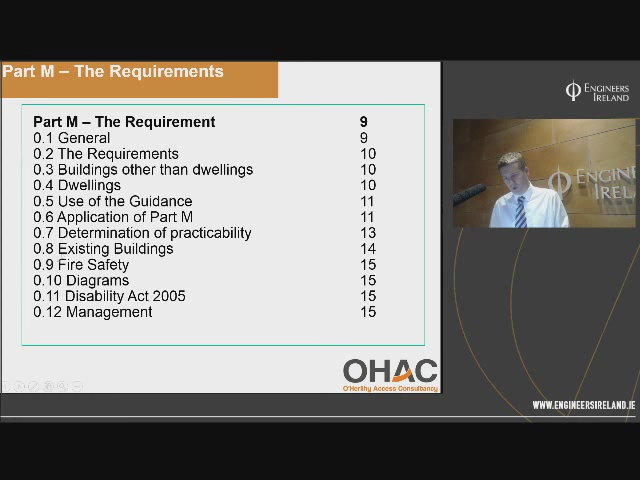 Part M – The Requirements
Part M – The Requirement 9
0.1 General 9
0.2 The Requirements 10
0.3 Buildings other than dwellings 10
0.4 Dwellings 10
0.5 Use of the Guidance 11
0.6 Application of Part M 11
0.7 Determination of practicability 13
0.8 Existing Buildings 14
0.9 Fire Safety 15
0.10 Diagrams 15
0.11 Disability Act 2005 15
0.12 Management 15
OHAC
O'Herlihy Access Consultancy
ENGINEERS
IRELAND
ENGINE
IREL
WWW.ENGINEERSIRELAND.IE